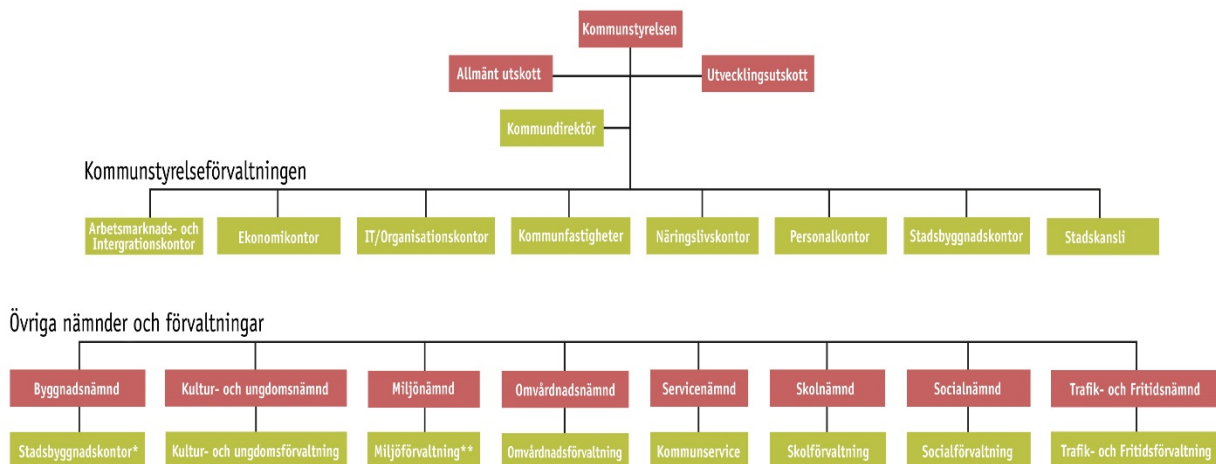 Kommunstyrelsen
Allmänt utskott
Utvecklingsutskott
Kommundirektör
Kommunstyrelseförvaltningen
Arbetsmarknads- och
Intergrationskontor
Ekonomikontor
IT/Organisationskontor
Kommunfastigheter
Näringslivskontor
Personalkontor
Stadsbyggnadskontor
Stadskansli
Övriga nämnder och förvaltningar
Byggnadsnämnd
Kultur- och ungdomsnämnd
Miljönämnd
Omvårdnadsnämnd
Servicenämnd
Skolnämnd
Socialnämnd
Trafik- och Fritidsnämnd
Stadsbyggnadskontor*
Kultur- och ungdomsförvaltning
Miljöförvaltning**
Omvårdnadsförvaltning
Kommunservice
Skolförvaltning
Socialförvaltning
Trafik- och Fritidsförvaltning